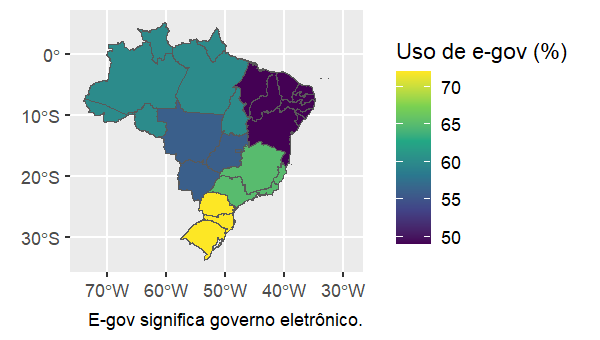 Uso de e-gov (%)
70
65
60
55
50
0°
10°S
20°S
30°S
70°W
60°W
50°W
40°W
30°W
E-gov significa governo eletrônico.